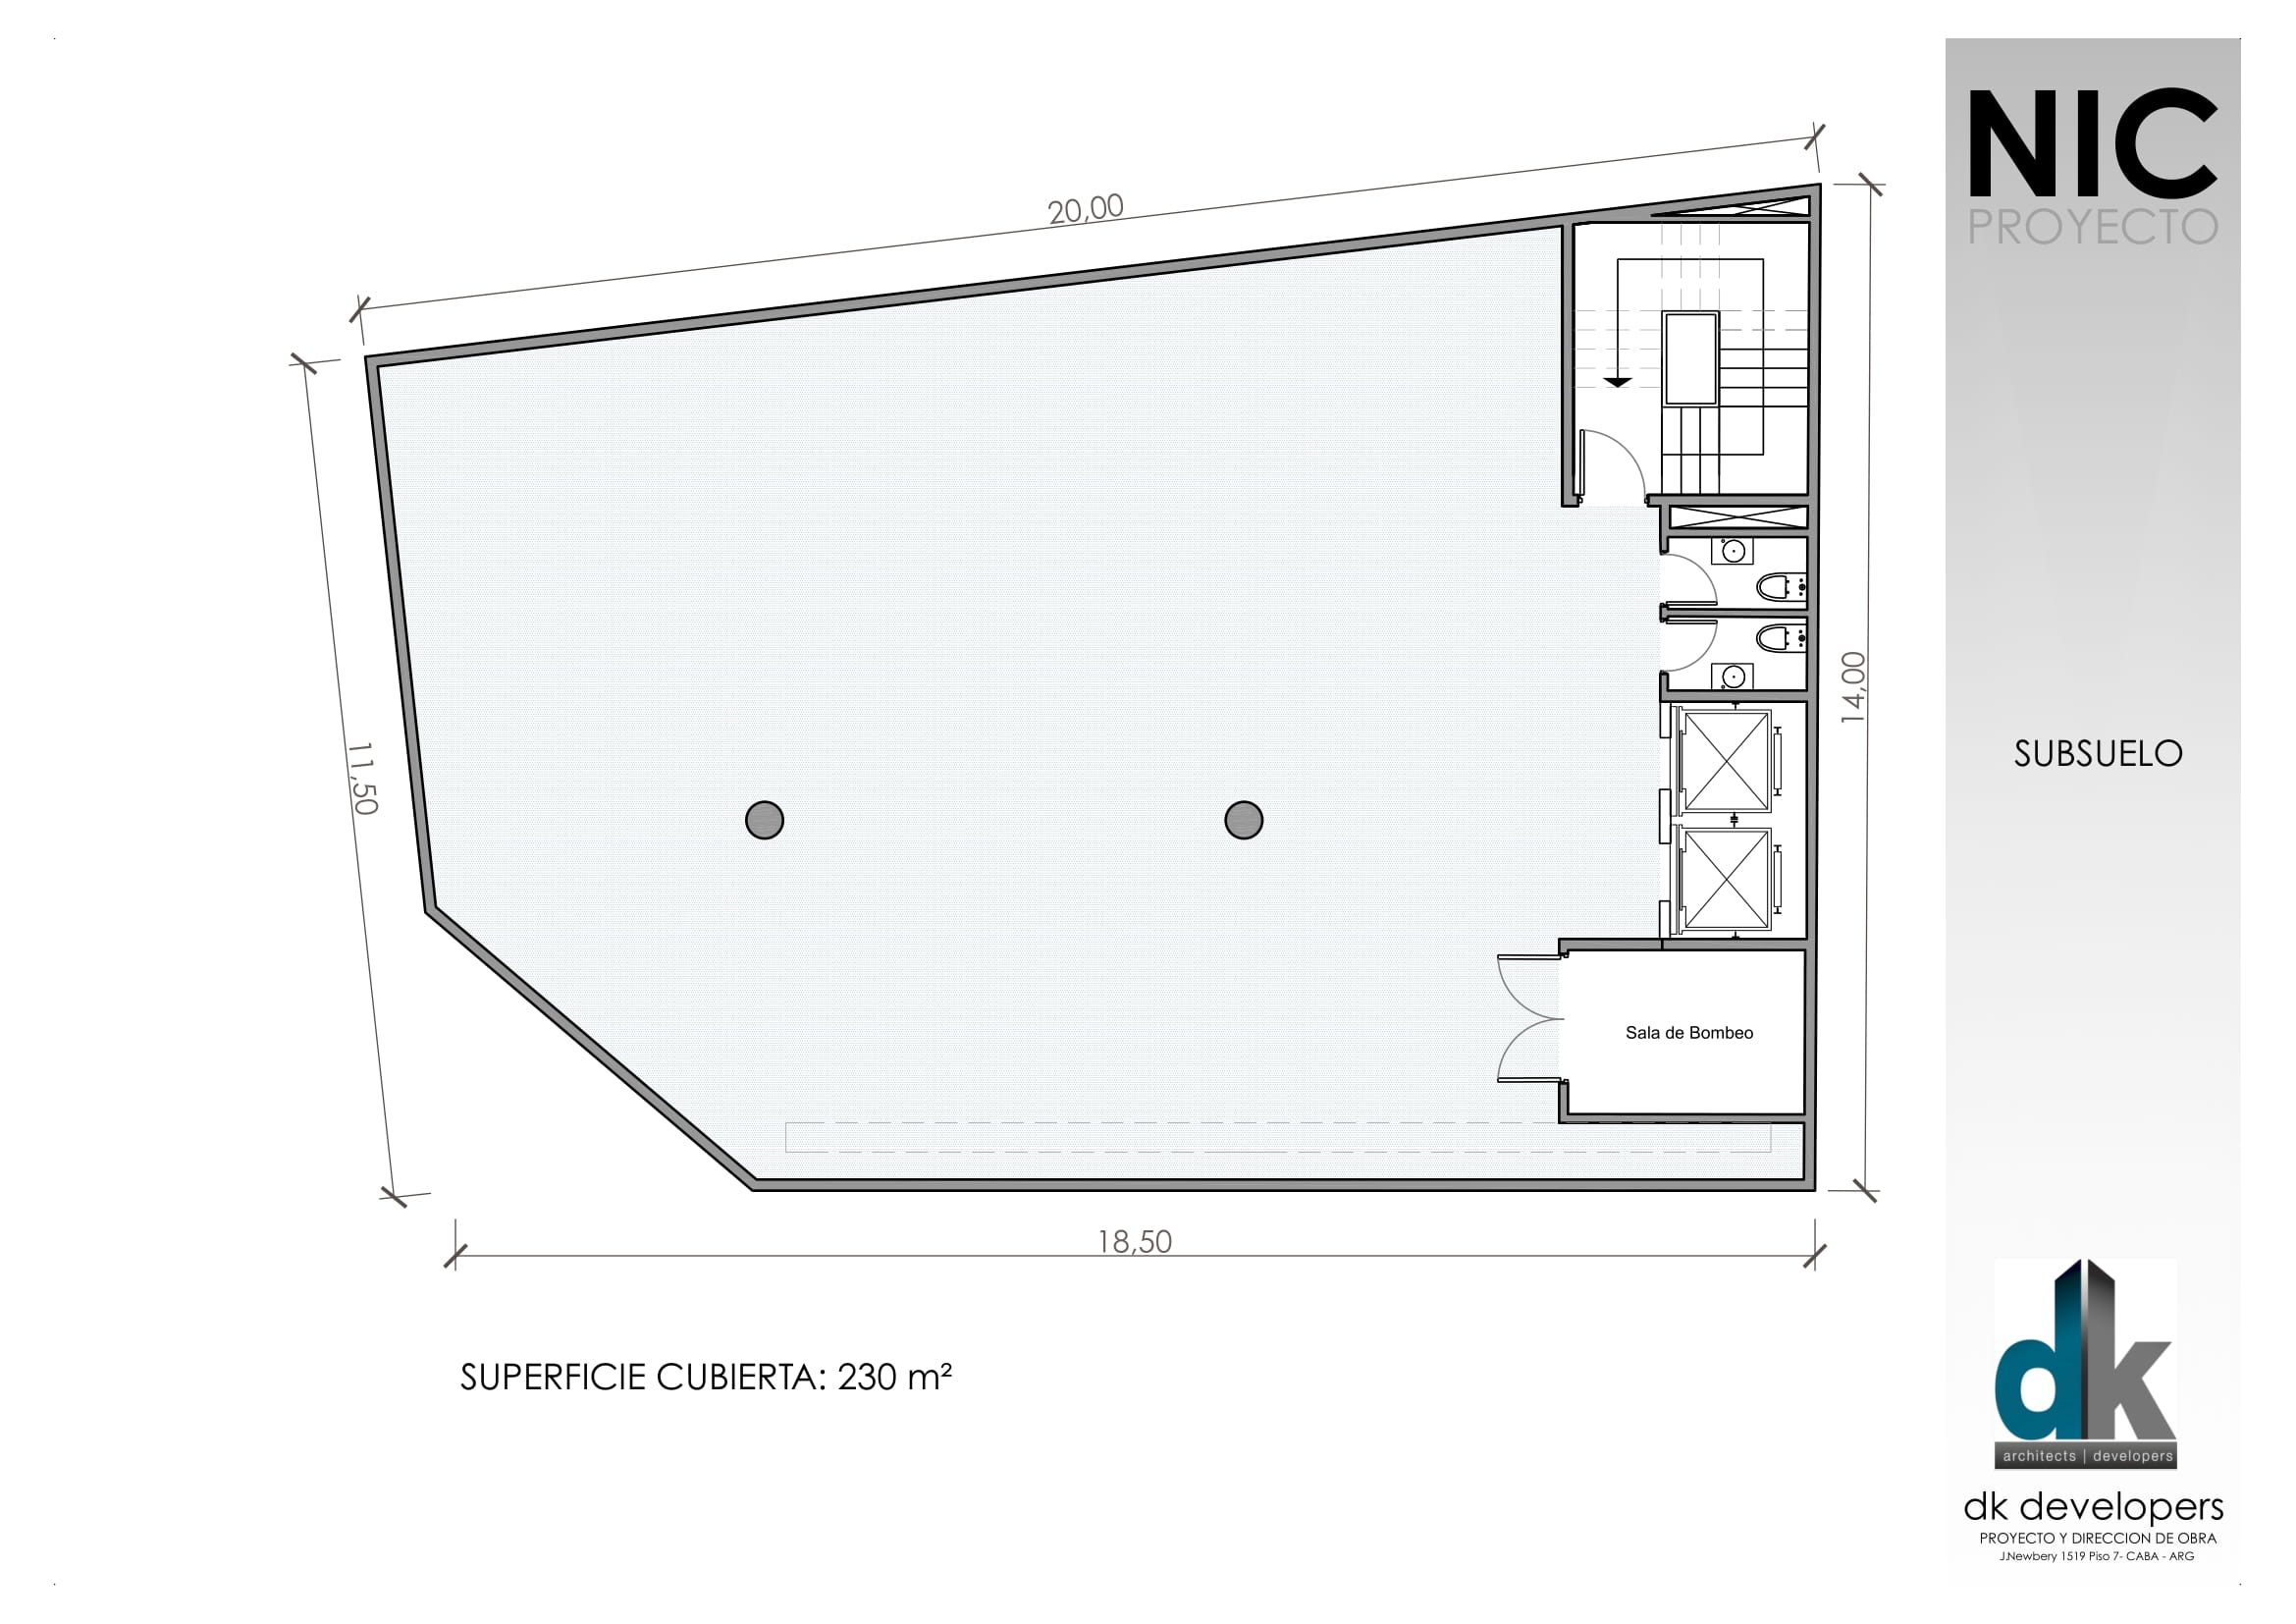 NIC
PROYECTO
20,00
11,50
14,00
SUBSUELO
Sala de Bombeo
18,50
SUPERFICIE CUBIERTA: 230 m²
dk
architects | developers
dk developers
PROYECTO Y DIRECCION DE OBRA
J.Newbery 1519 Piso 7- CABA - ARG